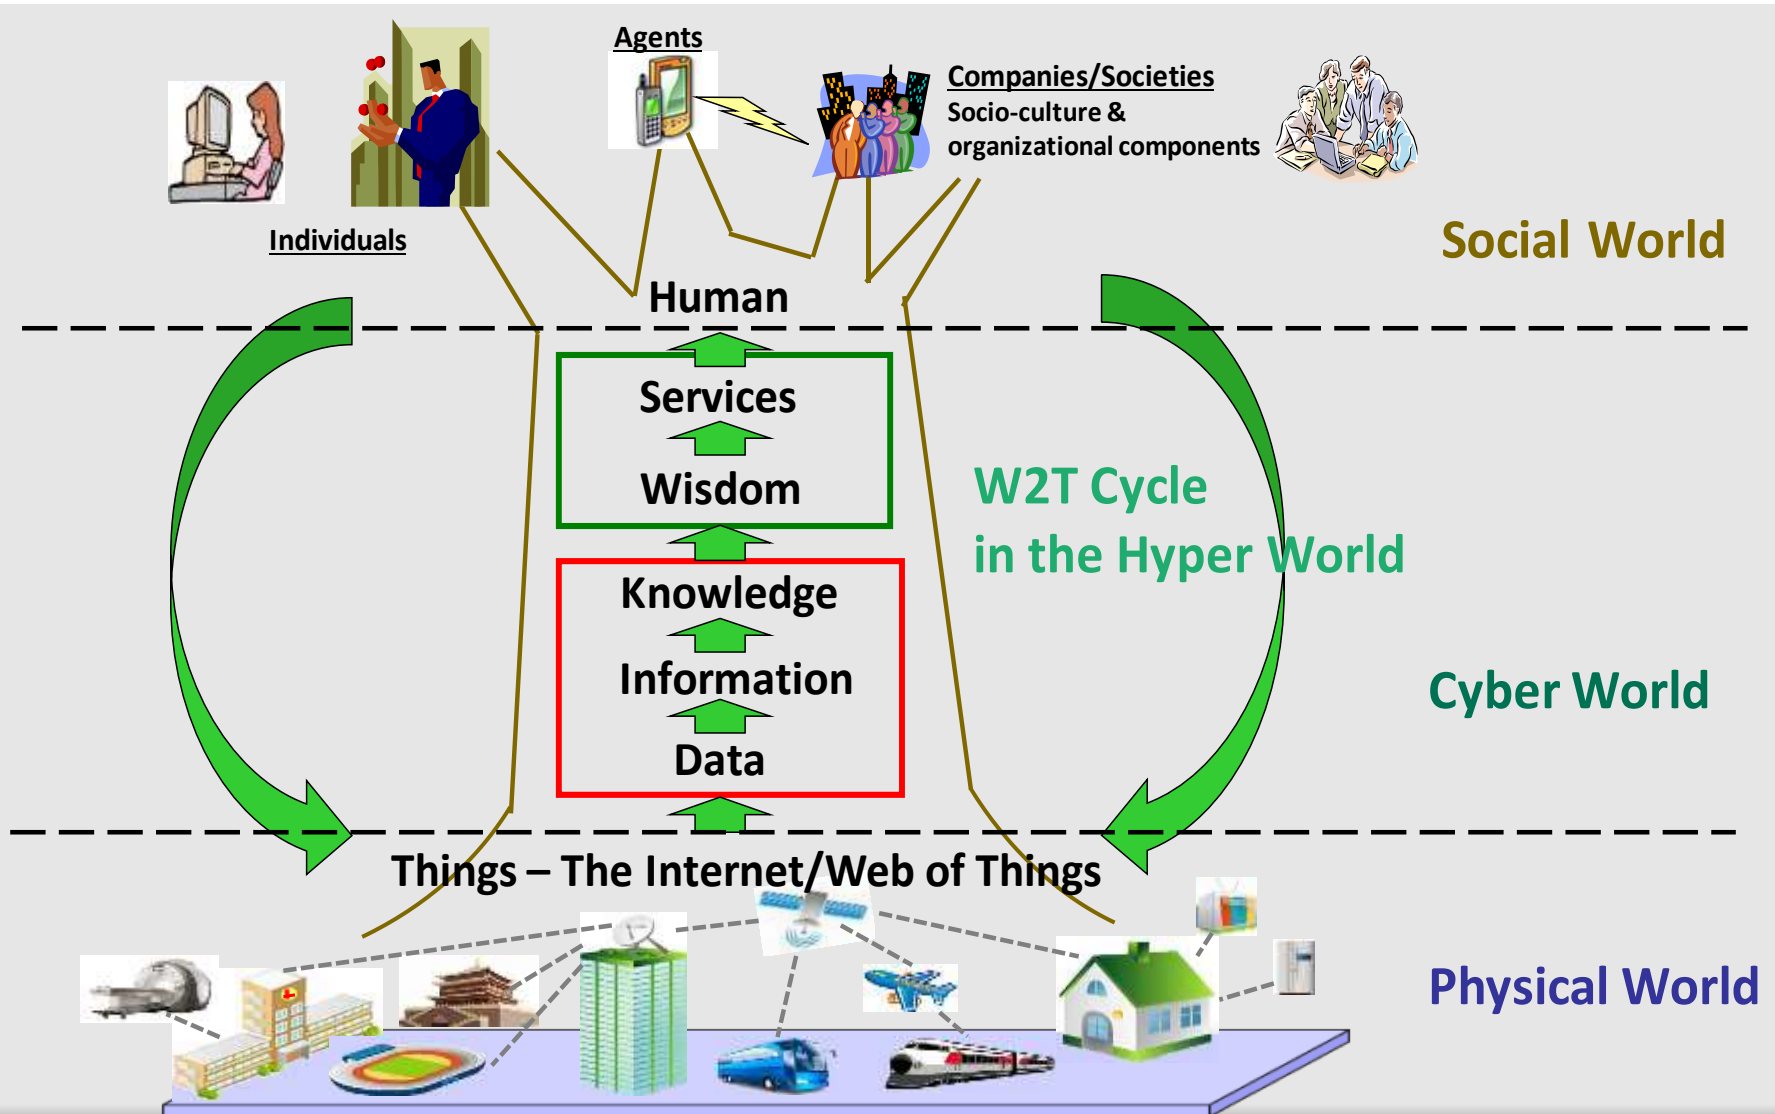 Agents
Companies/Societies
Socio-culture &
organizational components
Individuals
Social World
Human
Services
Wisdom
W2T Cycle
in the Hyper World
Knowledge
Information
Data
Cyber World
Things – The Internet/Web of Things
Physical World